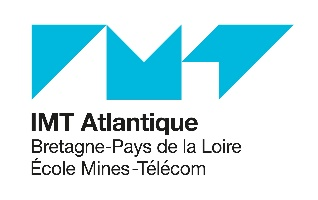 IMT Atlantique
Bretagne-Pays de la Loire
École Mines-Télécom